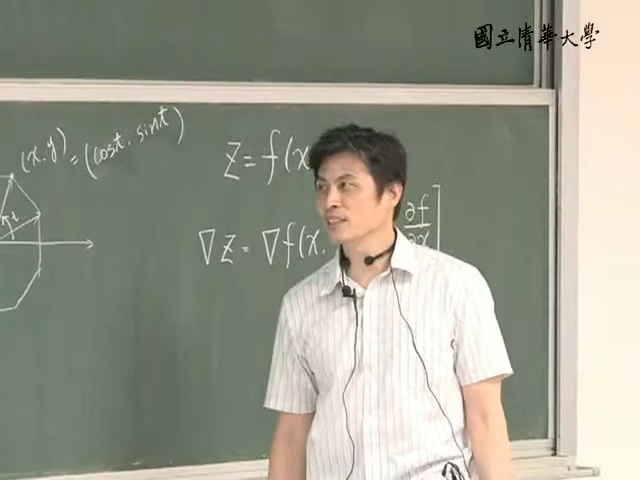 國立清華大學
(x.y) = (cost, sint)
t
z = f(x
∇z = ∇f(x. ∂f/∂x ]